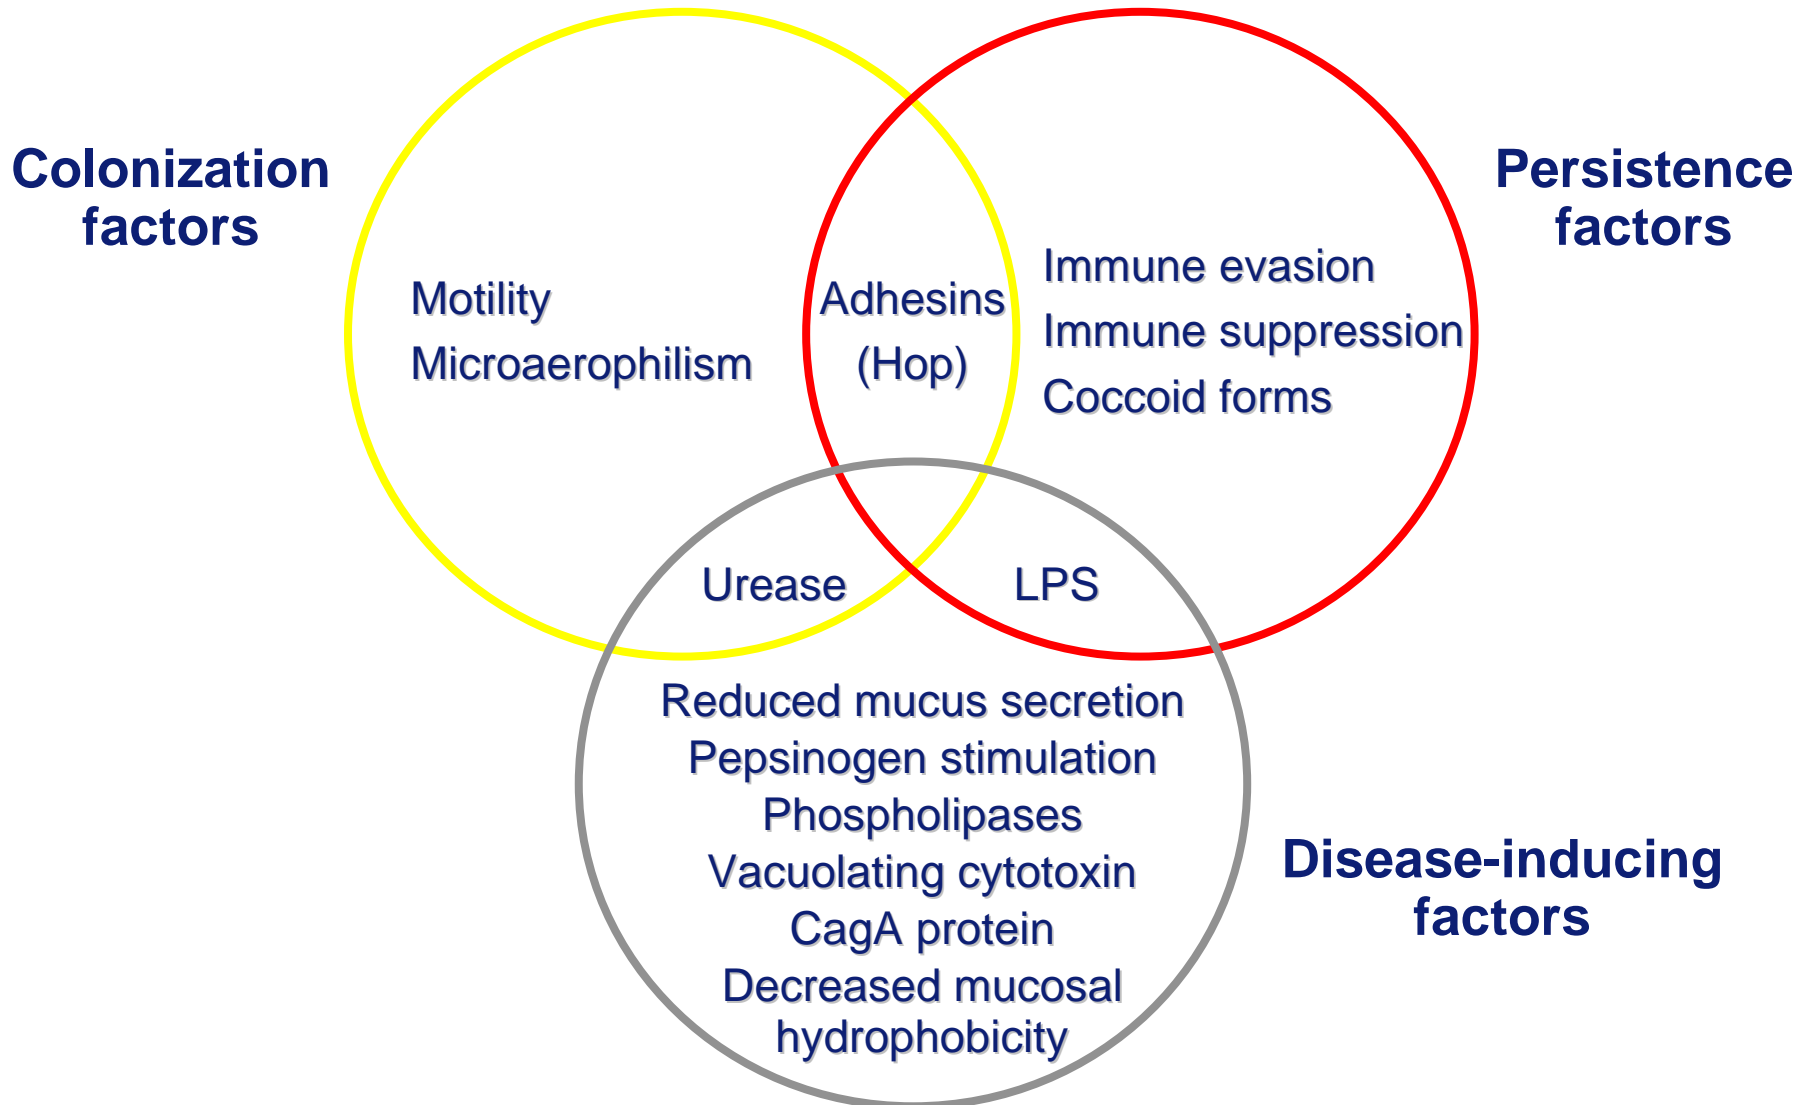 Colonization
factors
Persistence
factors
Motility
Microaerophilism
Adhesins
(Hop)
Immune evasion
Immune suppression
Coccoid forms
Urease
LPS
Reduced mucus secretion
Pepsinogen stimulation
Phospholipases
Vacuolating cytotoxin
CagA protein
Decreased mucosal
hydrophobicity
Disease-inducing
factors